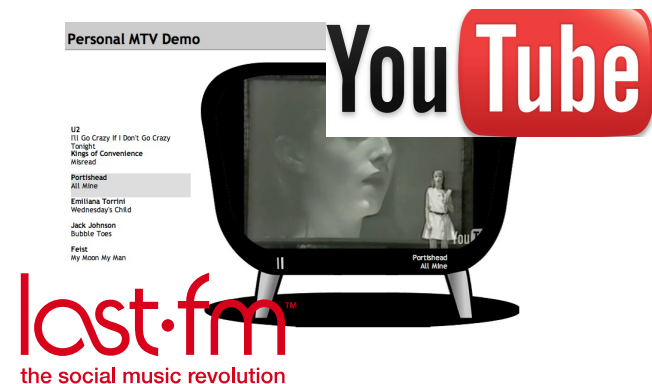 Personal MTV Demo
YouTube
U2
I'll Go Crazy If I Don't Go Crazy
Tonight
Kings of Convenience
Misread
Portishead
All Mine
Emiliana Torrini
Wednesday's Child
Jack Johnson
Bubble Toes
Feist
My Moon My Man
You
Portishead
All Mine
last.fm™
the social music revolution